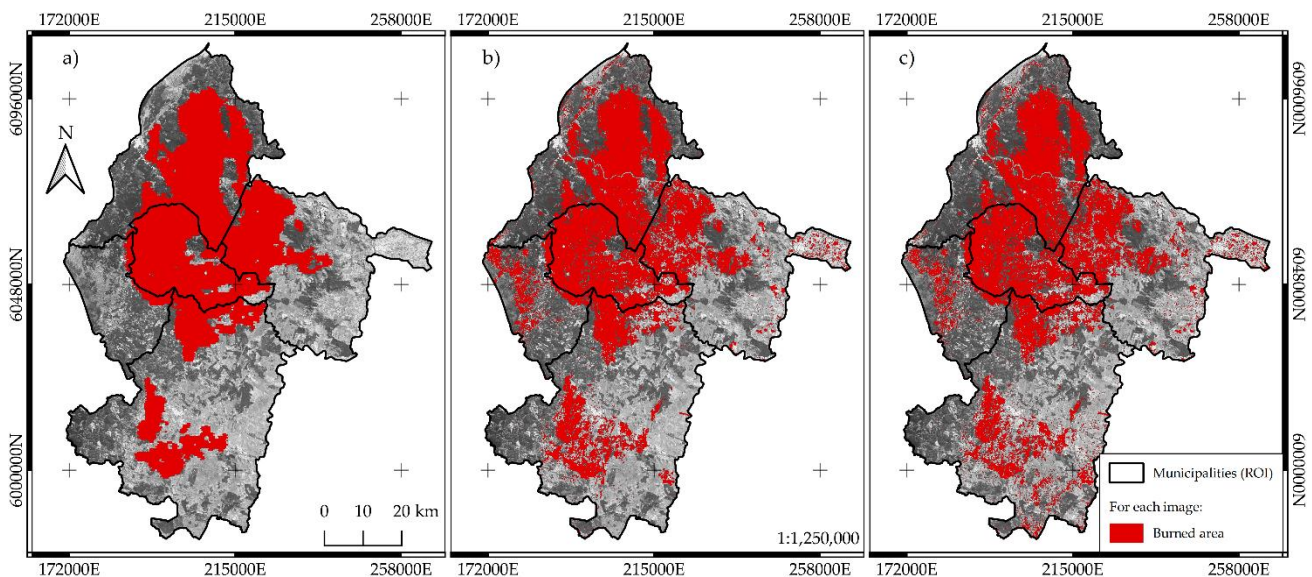 172000E 215000E 258000E 172000E 215000E 258000E 172000E 215000E 258000E
a) b) c)
6096000N 6096000N
N
6048000N 6048000N
6000000N 6000000N
Municipalities (ROI)
For each image:
Burned area
0 10 20 km
1:1,250,000
172000E 215000E 258000E 172000E 215000E 258000E 172000E 215000E 258000E